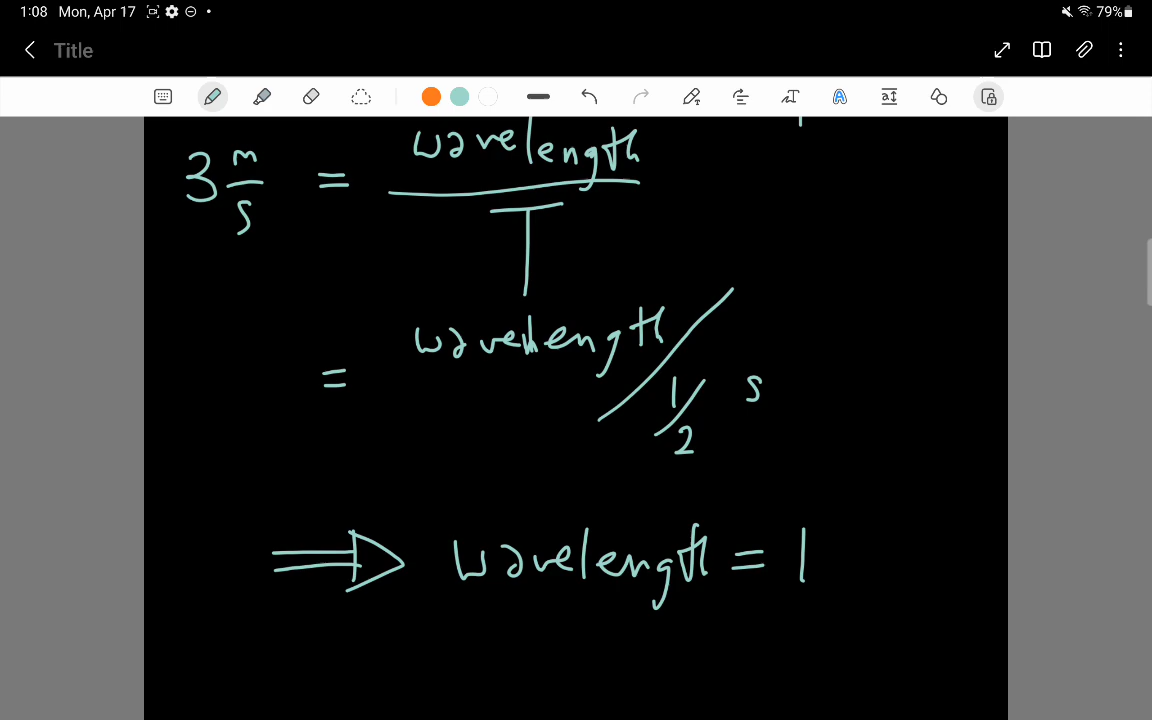 1:08 Mon, Apr 17 79%
Title
wavelength
3 m/s = 
T
= wavelength / 1/2 s
⟹ wavelength = 1